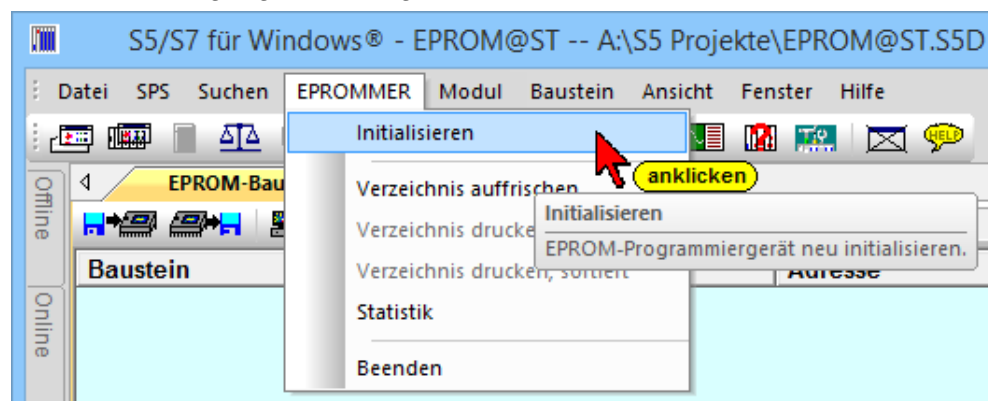 S5/S7 für Windows® - EPROM@ST -- A:\S5 Projekte\EPROM@ST.S5D
Datei SPS Suchen EPROMMER Modul Baustein Ansicht Fenster Hilfe
HELP
Initialisieren
anklicken
Offline
EPROM-Bau
Verzeichnis auffrischen
Initialisieren
Verzeichnis drucke
EPROM-Programmiergerät neu initialisieren.
Baustein
Verzeichnis drucken, sortiert
Adresse
Online
Statistik
Beenden